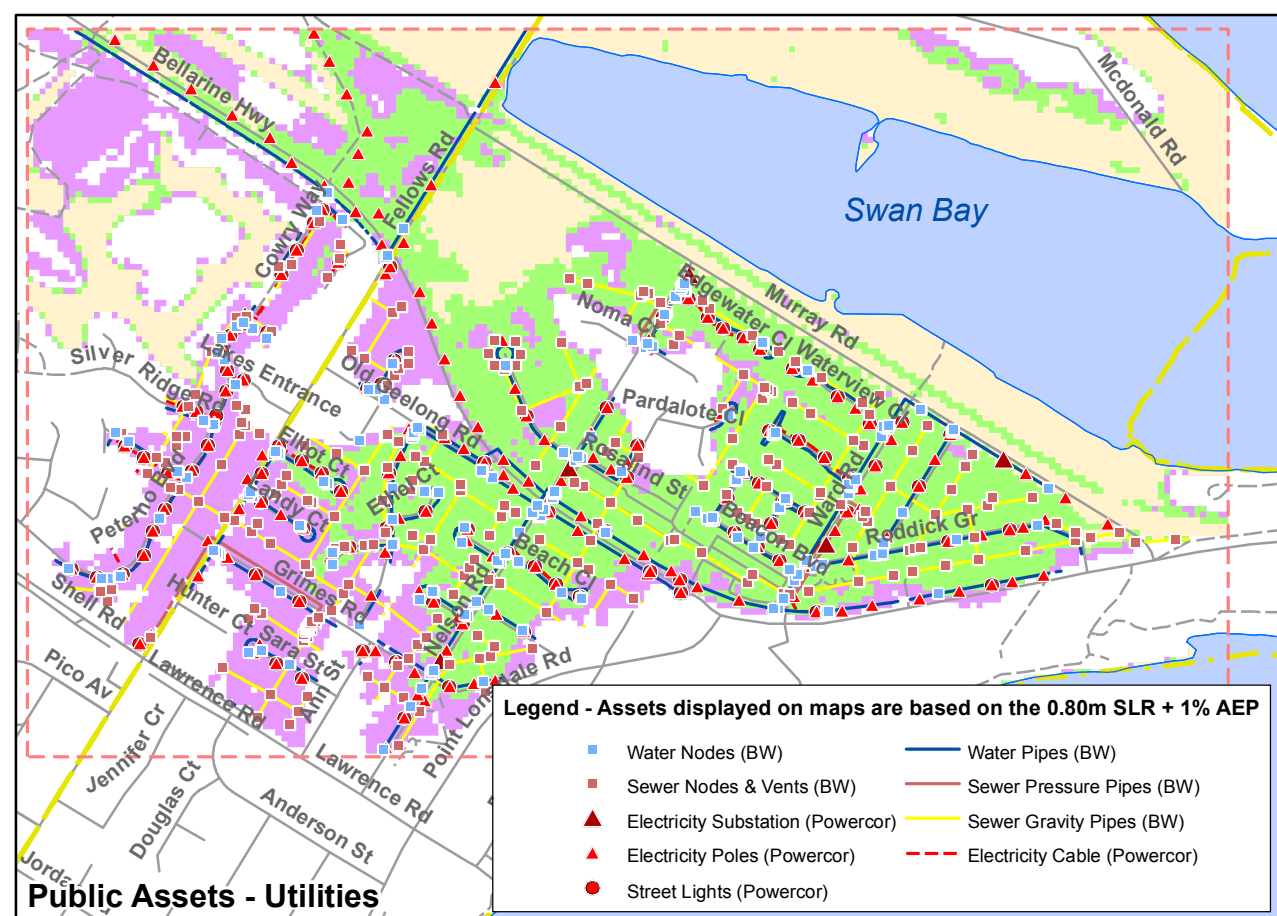 Bellarine Hwy
Mcdonald Rd
Fellows Rd
Swan Bay
Cowry Way
Edgewater Cl
Murray Rd
Noma Ct
Waterview Cl
Lakes Entrance
Silver Ridge Rd
Old Geelong Rd
Pardalote Cl
Elliot Ct
Rosalind St
Ward Rd
Ethel Ct
Landy Ct
Beacon Bvd
Reddick Gr
Beach Cl
Grimes Rd
Shell Rd
Hunter Ct
Sara St
Nelson Rd
Ann St
Point Lonsdale Rd
Pico Av
Lawrence Rd
Jennifer Cr
Lawrence Rd
Douglas Ct
Anderson St
Public Assets - Utilities
Legend - Assets displayed on maps are based on the 0.80m SLR + 1% AEP
Water Nodes (BW)
Sewer Nodes & Vents (BW)
Electricity Substation (Powercor)
Electricity Poles (Powercor)
Street Lights (Powercor)
Water Pipes (BW)
Sewer Pressure Pipes (BW)
Sewer Gravity Pipes (BW)
Electricity Cable (Powercor)